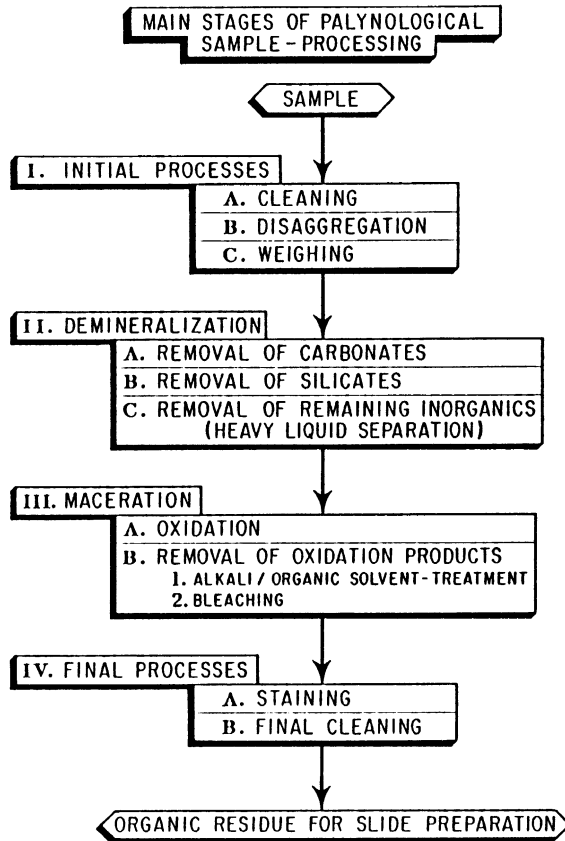 MAIN STAGES OF PALYNOLOGICAL
SAMPLE-PROCESSING
SAMPLE
I. INITIAL PROCESSES
A. CLEANING
B. DISAGGREGATION
C. WEIGHING
II. DEMINERALIZATION
A. REMOVAL OF CARBONATES
B. REMOVAL OF SILICATES
C. REMOVAL OF REMAINING INORGANICS
(HEAVY LIQUID SEPARATION)
III. MACERATION
A. OXIDATION
B. REMOVAL OF OXIDATION PRODUCTS
1. ALKALI / ORGANIC SOLVENT-TREATMENT
2. BLEACHING
IV. FINAL PROCESSES
A. STAINING
B. FINAL CLEANING
ORGANIC RESIDUE FOR SLIDE PREPARATION